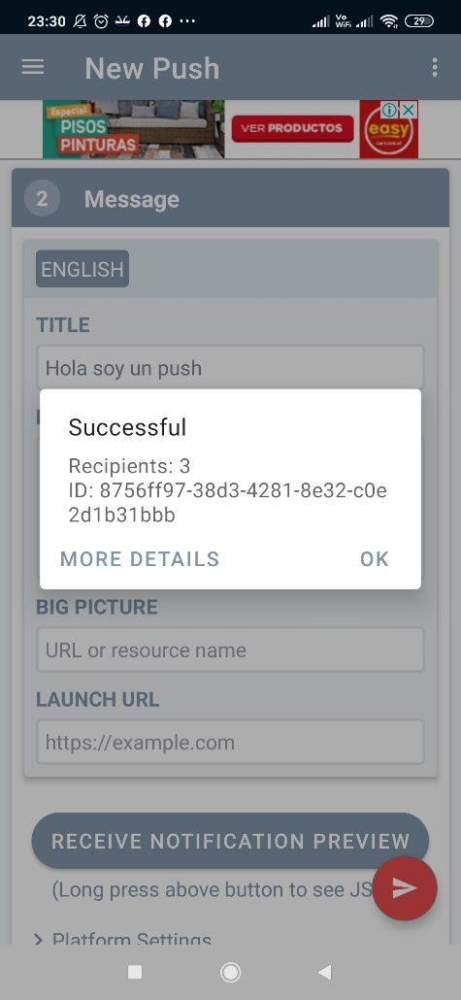 23:30
Vo
WiFi
29
New Push
Especial
PISOS
PINTURAS
VER PRODUCTOS
easy
cencosud
2 Message
ENGLISH
TITLE
Hola soy un push
Successful
Recipients: 3
ID: 8756ff97-38d3-4281-8e32-c0e
2d1b31bbb
MORE DETAILS
OK
BIG PICTURE
URL or resource name
LAUNCH URL
https://example.com
RECEIVE NOTIFICATION PREVIEW
(Long press above button to see JS
Platform Settings